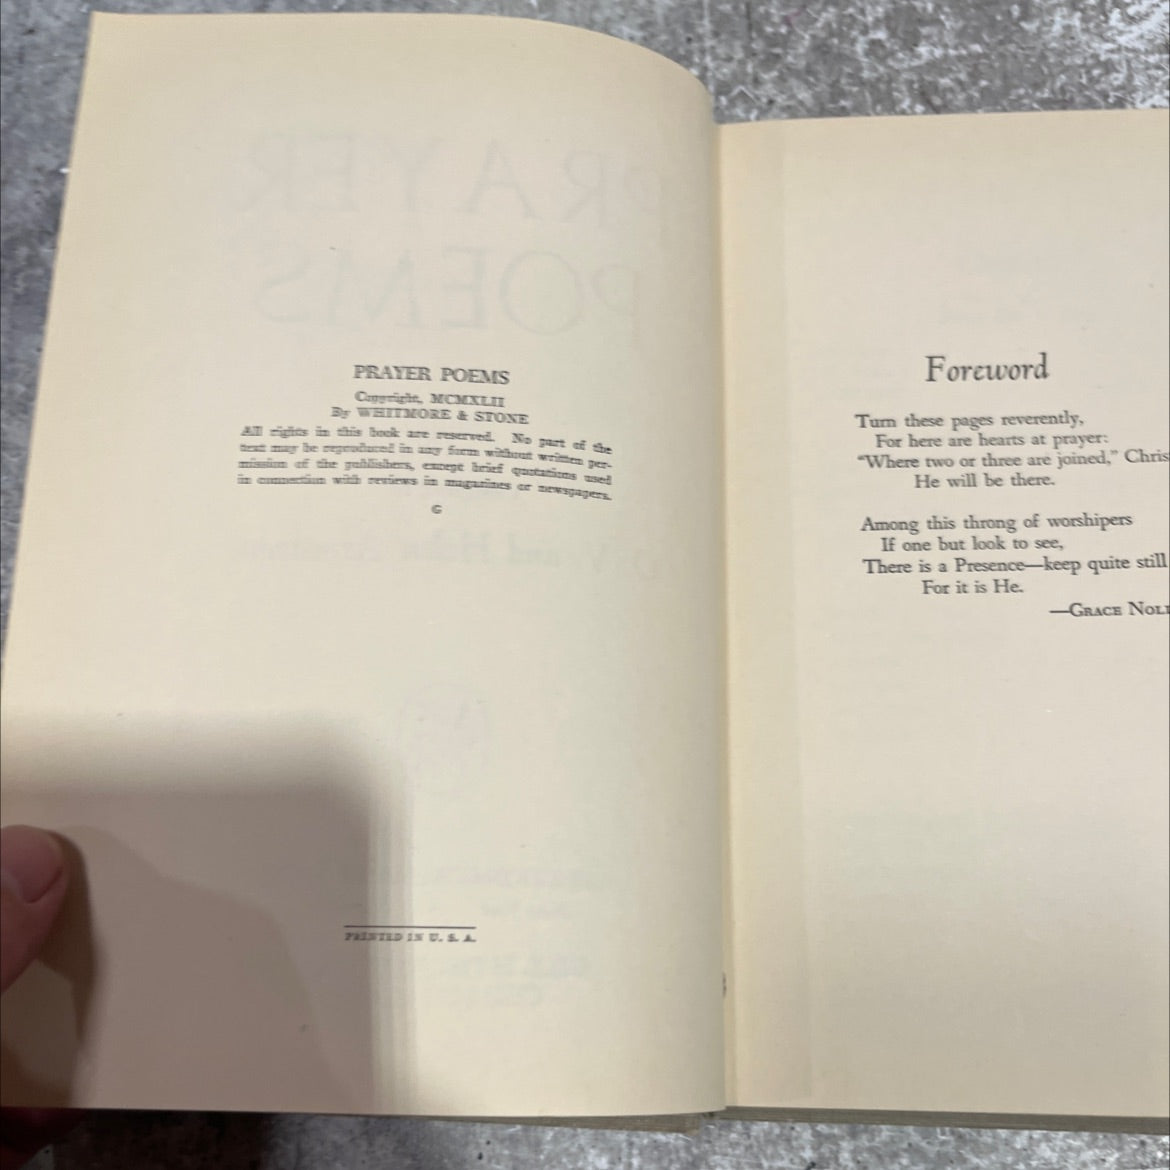 PRAYER POEMS
Copyright, MCMXLII
By WHITMORE & STONE
All rights in this book are reserved. No part of the
text may be reproduced in any form without written per-
mission of the publishers, except brief quotations used
in connection with reviews in magazines or newspapers.
G
PRINTED IN U. S. A.
Foreword
Turn these pages reverently,
For here are hearts at prayer:
“Where two or three are joined,” Chris
He will be there.
Among this throng of worshipers
If one but look to see,
There is a Presence—keep quite still
For it is He.
—GRACE NOLL